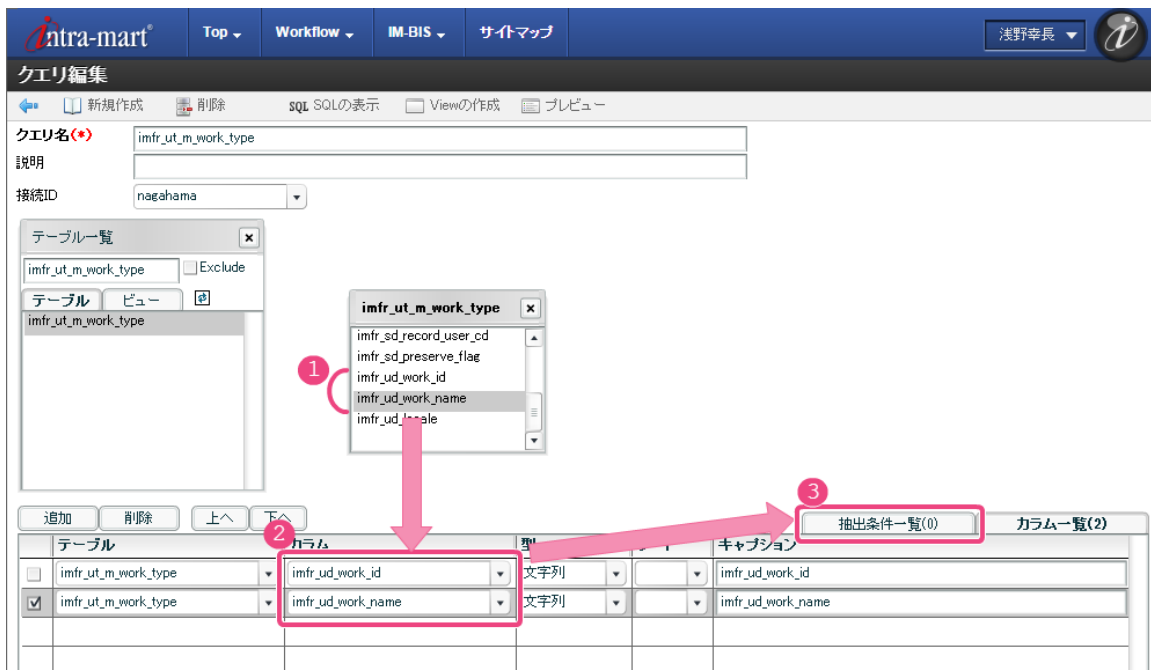 intra-mart® Top Workflow IM-BIS サイトマップ 浅野幸長
クエリ編集
新規作成 削除 SQL SQLの表示 Viewの作成 プレビュー
クエリ名(*) imfr_ut_m_work_type
説明
接続ID nagahama
テーブル一覧
imfr_ut_m_work_type Exclude
テーブル ビュー
imfr_ut_m_work_type
imfr_ut_m_work_type
imfr_sd_record_user_cd
imfr_sd_preserve_flag
1
imfr_ud_work_id
imfr_ud_work_name
imfr_ud_locale
3
追加 削除 上へ 下へ 抽出条件一覧(0) カラム一覧(2)
2
テーブル カラム 型 キャプション
imfr_ut_m_work_type imfr_ud_work_id 文字列 imfr_ud_work_id
imfr_ut_m_work_type imfr_ud_work_name 文字列 imfr_ud_work_name